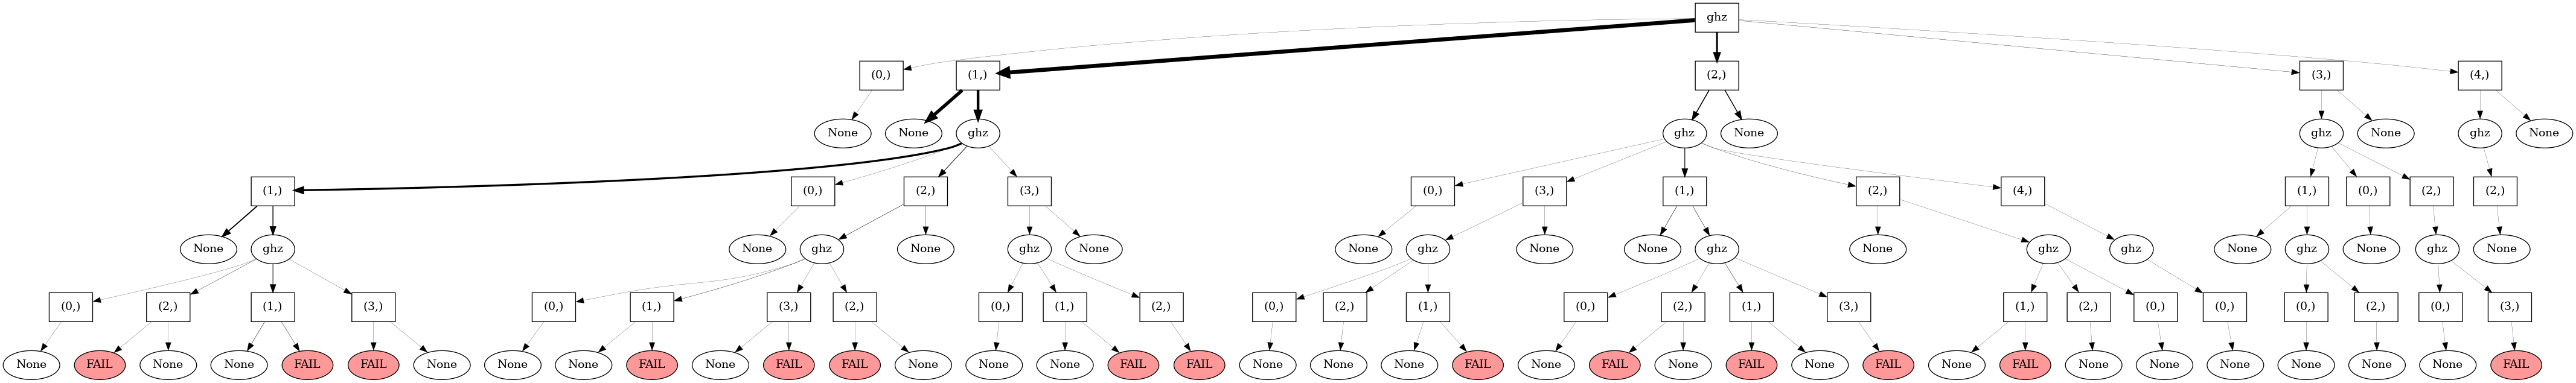 ghz
(0,) (1,) (2,) (3,) (4,)
None None ghz ghz None ghz None ghz None
(1,) (0,) (2,) (3,) (0,) (3,) (1,) (2,) (4,) (1,) (0,) (2,) (2,)
None ghz None ghz None ghz None None ghz None None ghz None ghz ghz None ghz None ghz None
(0,) (2,) (1,) (3,) (0,) (1,) (3,) (2,) (0,) (1,) (2,) (0,) (2,) (1,) (0,) (2,) (1,) (3,) (1,) (2,) (0,) (0,) (0,) (2,) (0,) (3,)
None FAIL None None FAIL FAIL None None None FAIL None FAIL FAIL None None None FAIL FAIL None None None FAIL None FAIL None FAIL None FAIL None FAIL None None None None None None FAIL